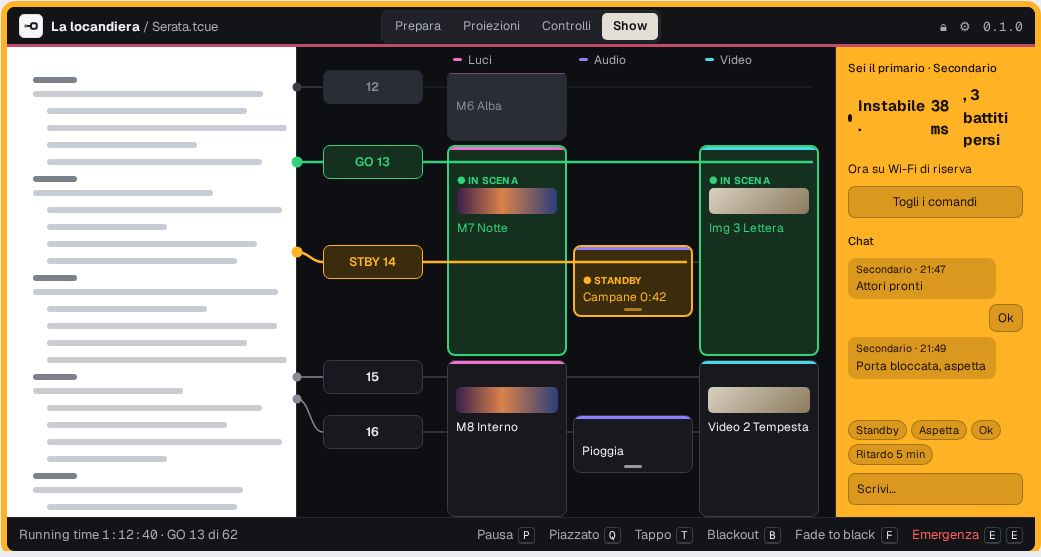 La locandiera / Serata.tcue
Prepara Proiezioni Controlli Show
0.1.0
Luci Audio Video
12
M6 Alba
GO 13
IN SCENA
M7 Notte
IN SCENA
Img 3 Lettera
STBY 14
STANDBY
Campane 0:42
15
16
M8 Interno
Pioggia
Video 2 Tempesta
Sei il primario · Secondario
Instabile ·
38 ms
, 3 battiti persi
Ora su Wi-Fi di riserva
Togli i comandi
Chat
Secondario · 21:47
Attori pronti
Ok
Secondario · 21:49
Porta bloccata, aspetta
Standby Aspetta Ok
Ritardo 5 min
Scrivi…
Running time 1:12:40 · GO 13 di 62
Pausa P Piazzato Q Tappo T Blackout B Fade to black F Emergenza E E